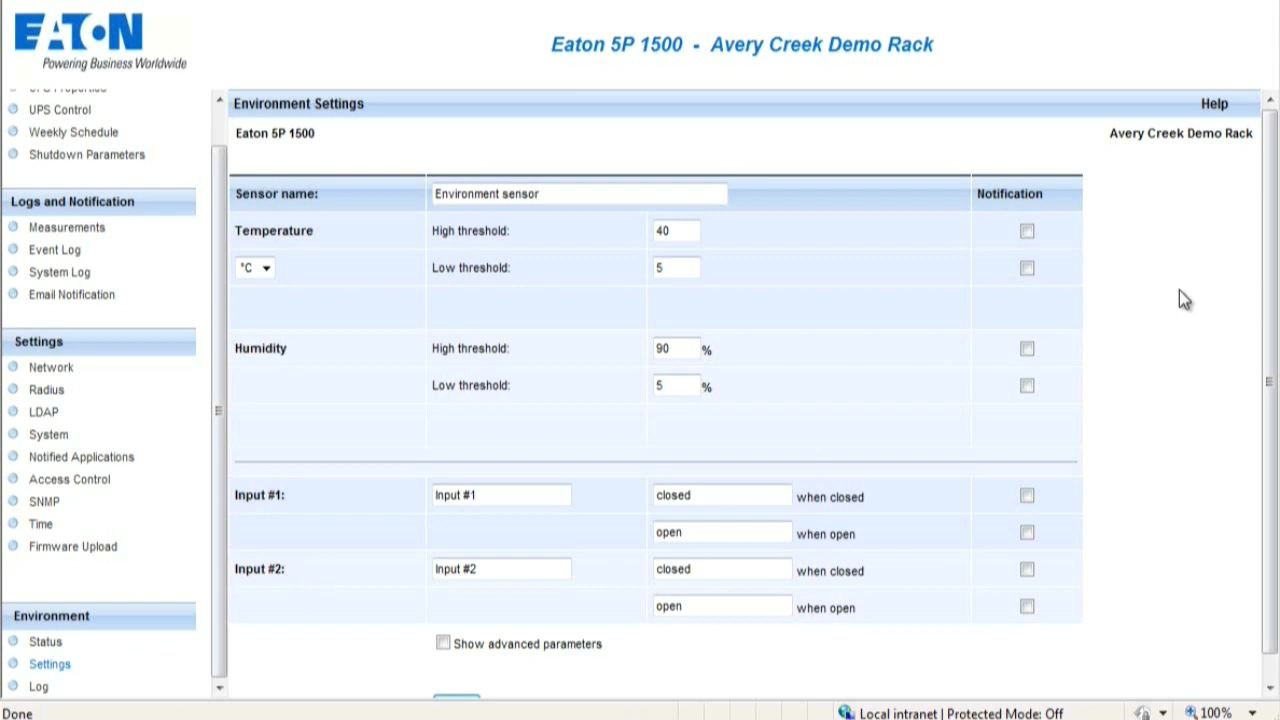 EATON
Powering Business Worldwide
Eaton 5P 1500 - Avery Creek Demo Rack
UPS Properties
UPS Control
Weekly Schedule
Shutdown Parameters
Logs and Notification
Measurements
Event Log
System Log
Email Notification
Settings
Network
Radius
LDAP
System
Notified Applications
Access Control
SNMP
Time
Firmware Upload
Environment
Status
Settings
Log
Environment Settings Help
Eaton 5P 1500 Avery Creek Demo Rack
Sensor name: Environment sensor Notification
Temperature High threshold: 40
°C Low threshold: 5
Humidity High threshold: 90 %
Low threshold: 5 %
Input #1: Input #1 closed when closed
open when open
Input #2: Input #2 closed when closed
open when open
Show advanced parameters
Done Local intranet | Protected Mode: Off 100%